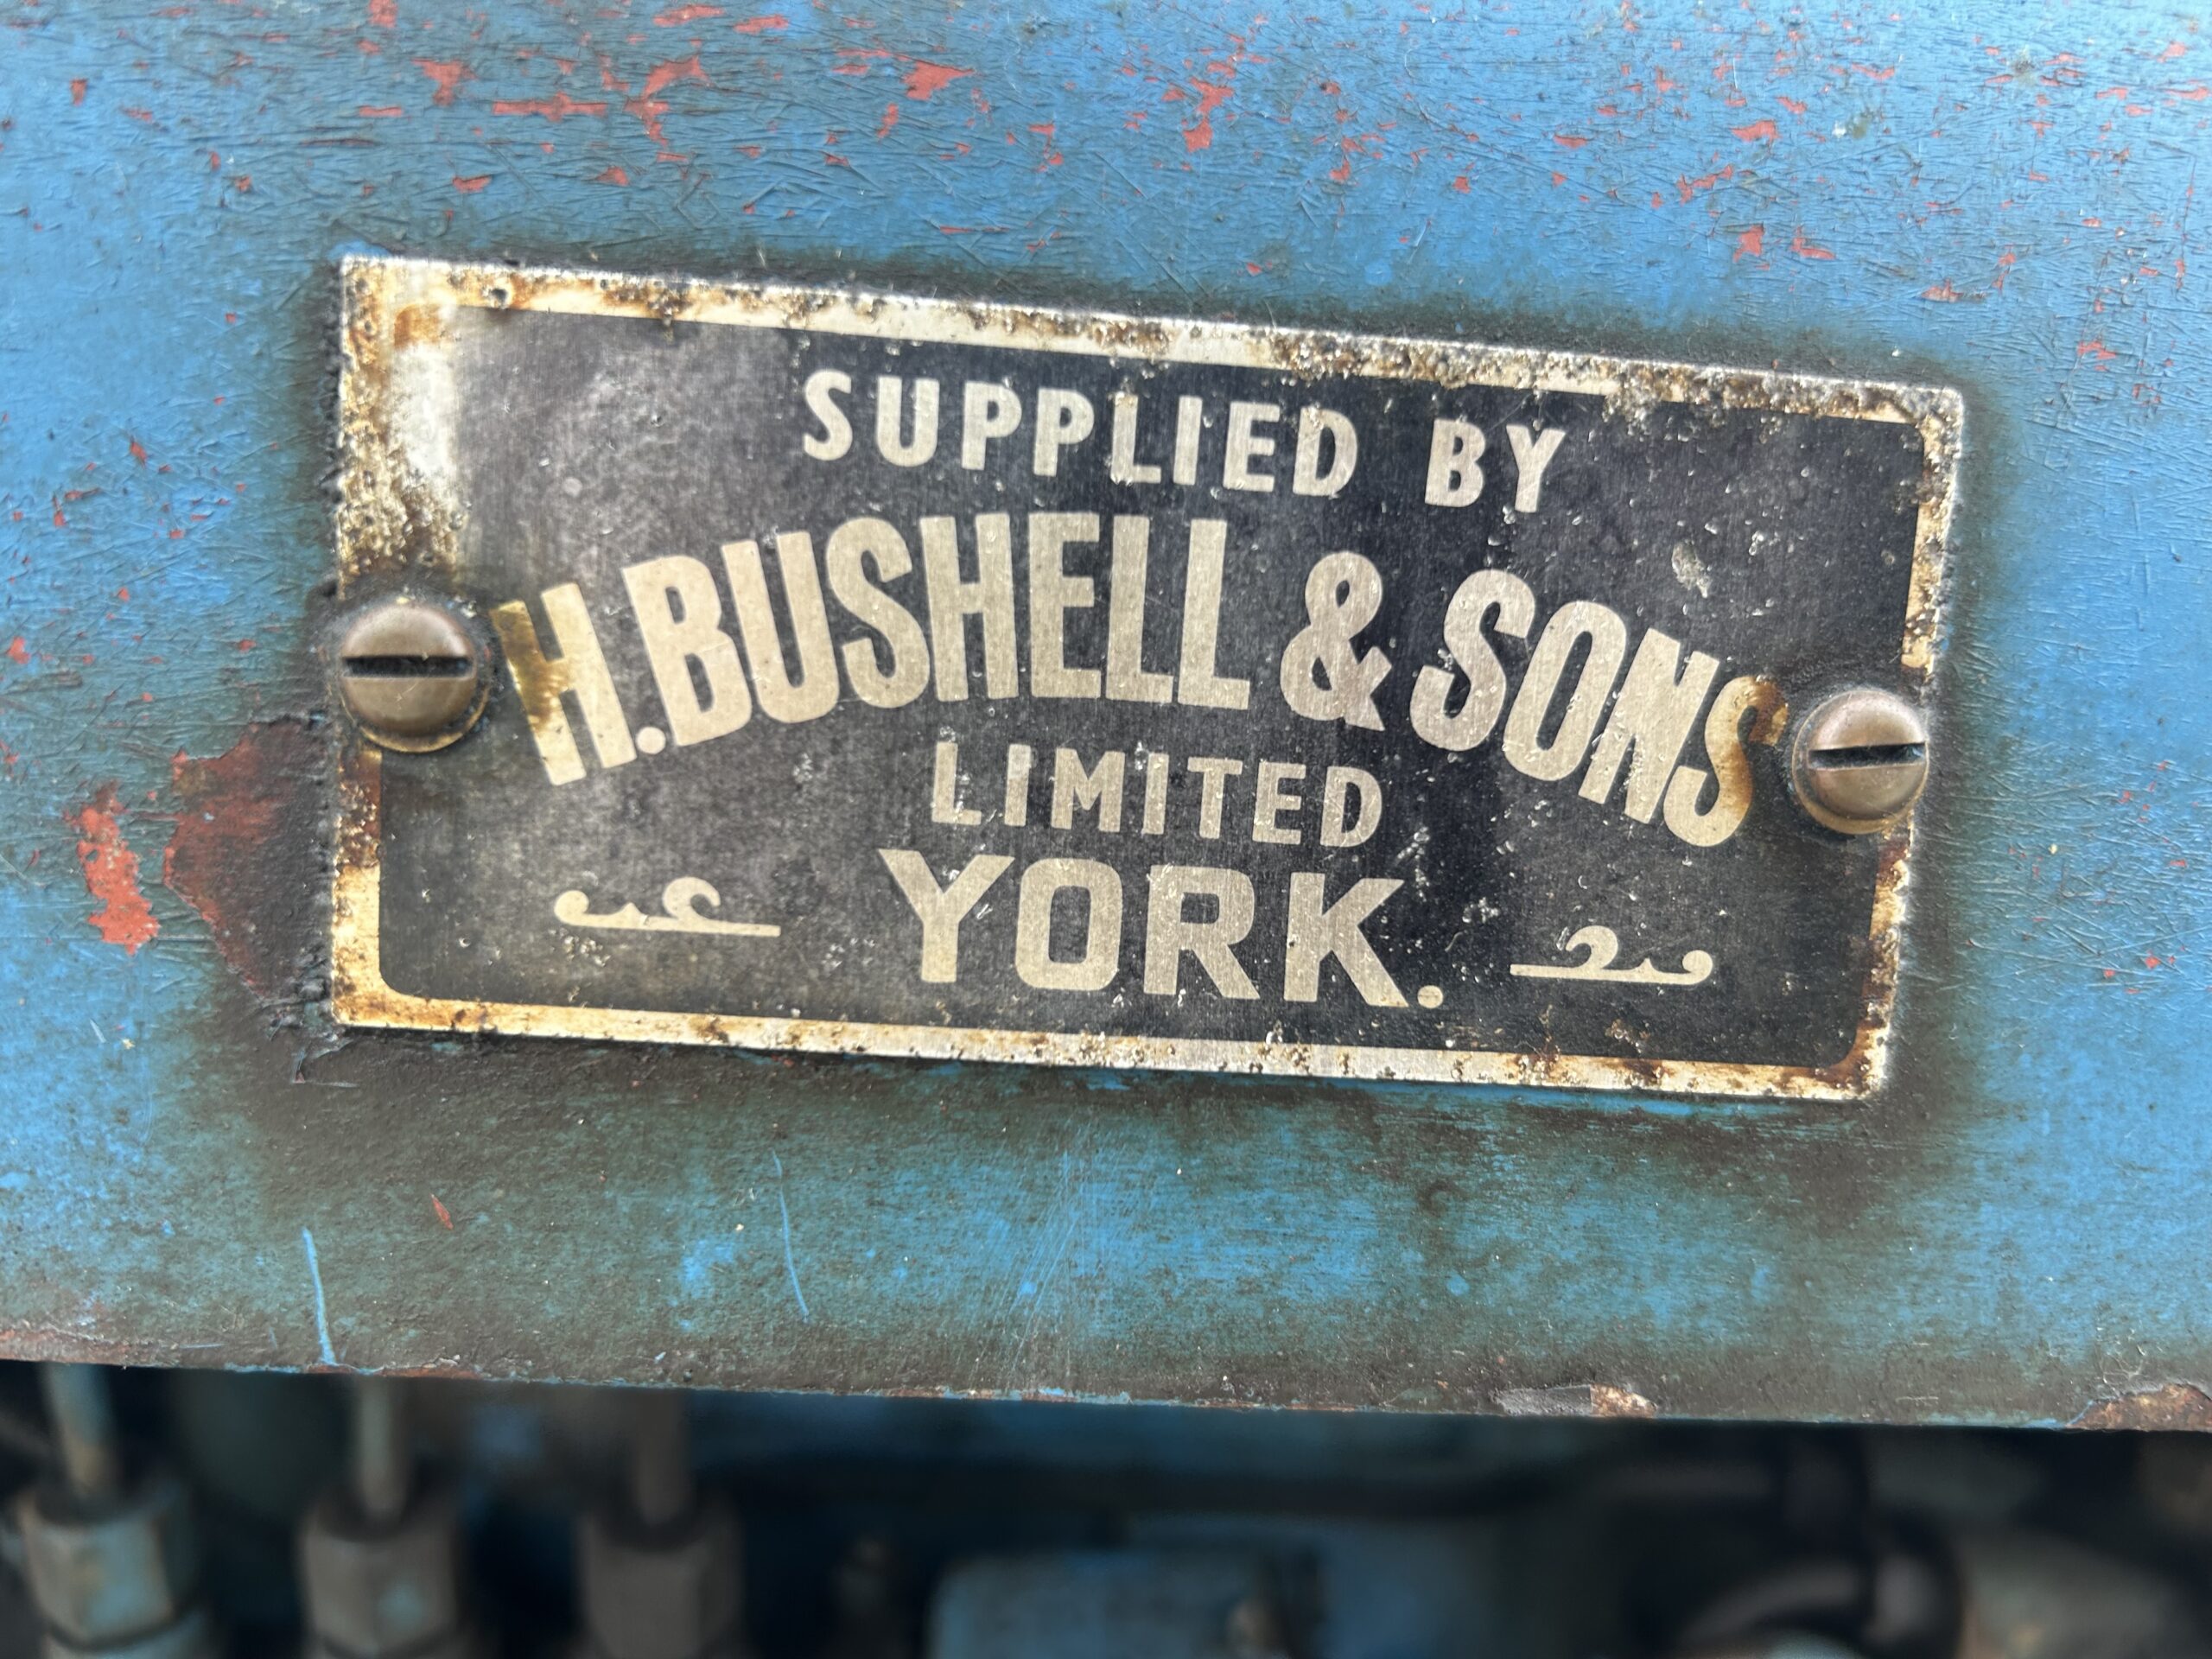 SUPPLIED BY
H. BUSHELL & SONS
LIMITED
YORK.